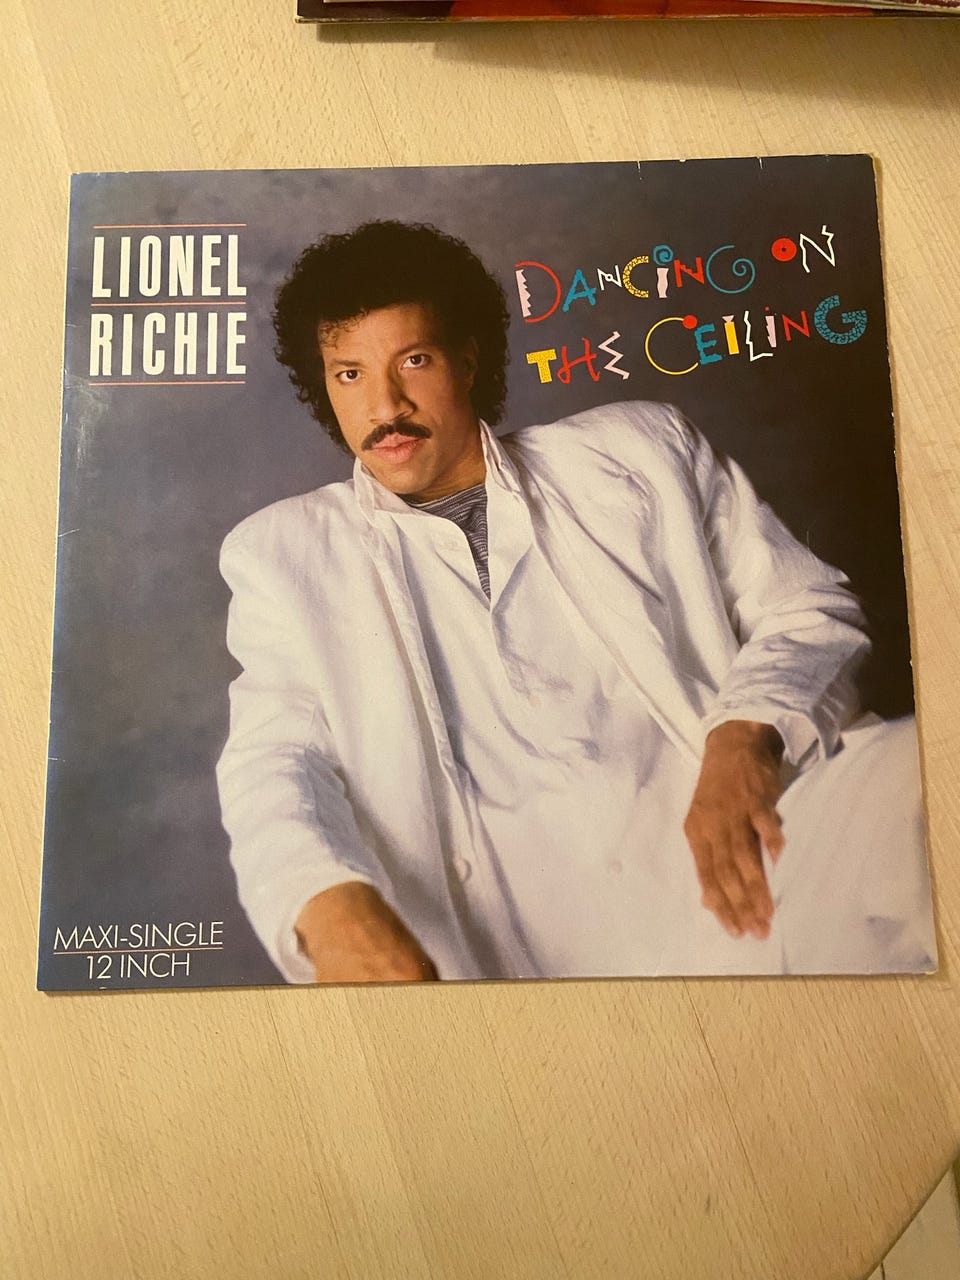 LIONEL
RICHIE
DANCING ON
THE CEILING
MAXI-SINGLE
12 INCH